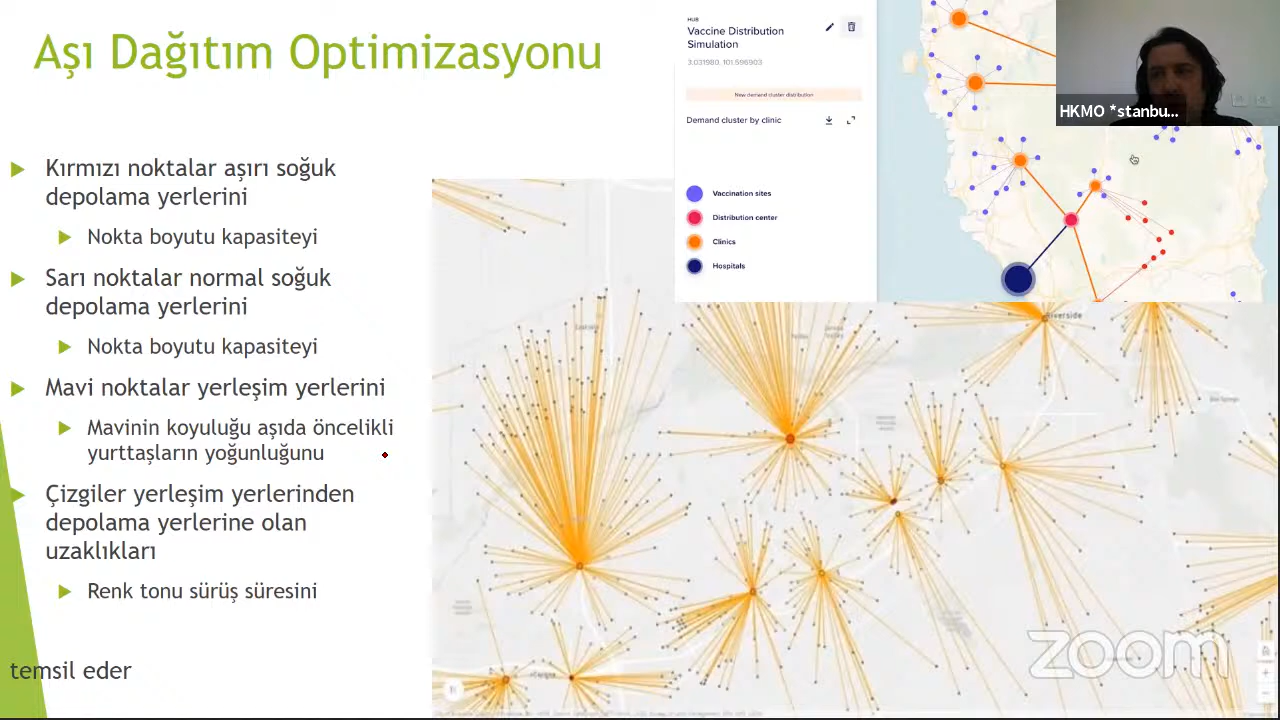 Aşı Dağıtım Optimizasyonu
Kırmızı noktalar aşırı soğuk
depolama yerlerini
Nokta boyutu kapasiteyi
Sarı noktalar normal soğuk
depolama yerlerini
Nokta boyutu kapasiteyi
Mavi noktalar yerleşim yerlerini
Mavinin koyuluğu aşıda öncelikli
yurttaşların yoğunluğunu
Çizgiler yerleşim yerlerinden
depolama yerlerine olan
uzaklıkları
Renk tonu sürüş süresini
temsil eder
HUB
Vaccine Distribution
Simulation
3.031980, 101.596903
New demand cluster distribution
Demand cluster by clinic
Vaccination sites
Distribution center
Clinics
Hospitals
HKMO *stanbu...
Riverside
zoom